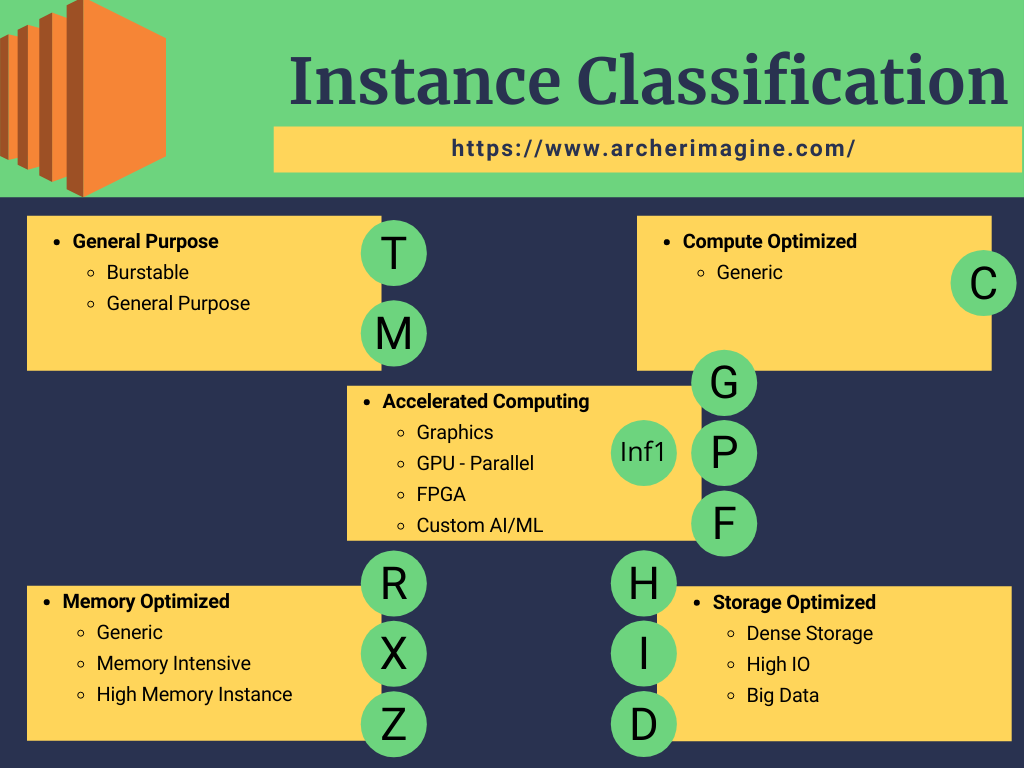 Instance Classification
https://www.archerimagine.com/
• General Purpose
◦ Burstable
◦ General Purpose
T
M
• Compute Optimized
◦ Generic
C
• Accelerated Computing
◦ Graphics
◦ GPU - Parallel
◦ FPGA
◦ Custom AI/ML
Inf1
G
P
F
• Memory Optimized
◦ Generic
◦ Memory Intensive
◦ High Memory Instance
R
X
Z
H
I
D
• Storage Optimized
◦ Dense Storage
◦ High IO
◦ Big Data